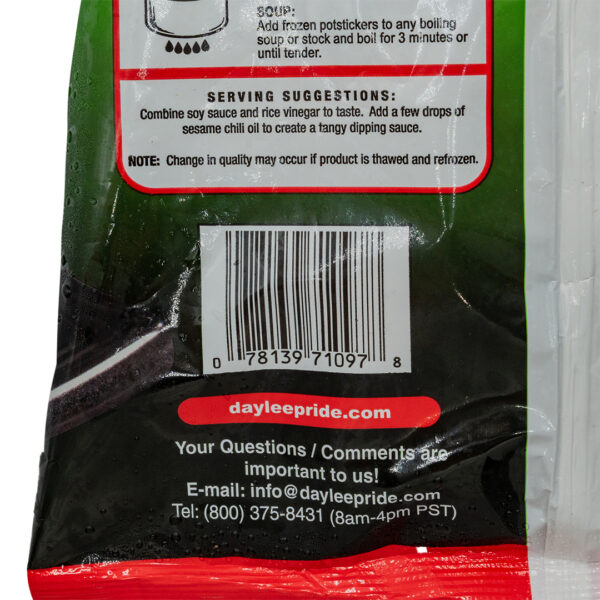 SOUP:
Add frozen potstickers to any boiling
soup or stock and boil for 3 minutes or
until tender.
SERVING SUGGESTIONS:
Combine soy sauce and rice vinegar to taste. Add a few drops of
sesame chili oil to create a tangy dipping sauce.
NOTE: Change in quality may occur if product is thawed and refrozen.
0 78139 71097 8
dayleepride.com
Your Questions / Comments are
important to us!
E-mail: info@dayleepride.com
Tel: (800) 375-8431 (8am-4pm PST)